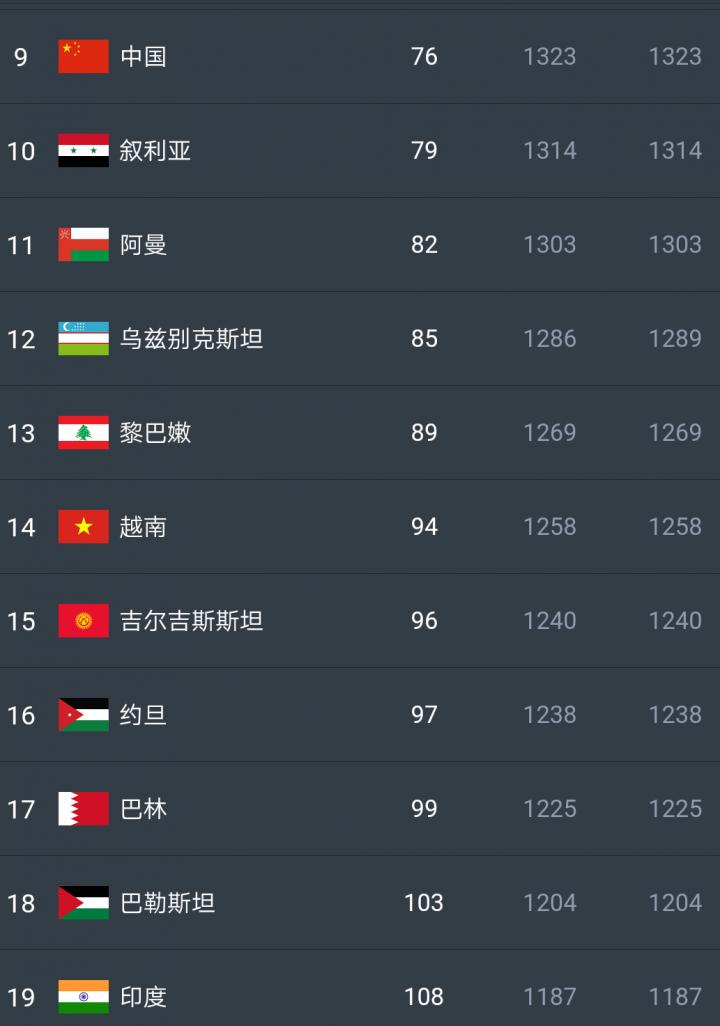 9 中国 76 1323 1323
10 叙利亚 79 1314 1314
11 阿曼 82 1303 1303
12 乌兹别克斯坦 85 1286 1289
13 黎巴嫩 89 1269 1269
14 越南 94 1258 1258
15 吉尔吉斯斯坦 96 1240 1240
16 约旦 97 1238 1238
17 巴林 99 1225 1225
18 巴勒斯坦 103 1204 1204
19 印度 108 1187 1187